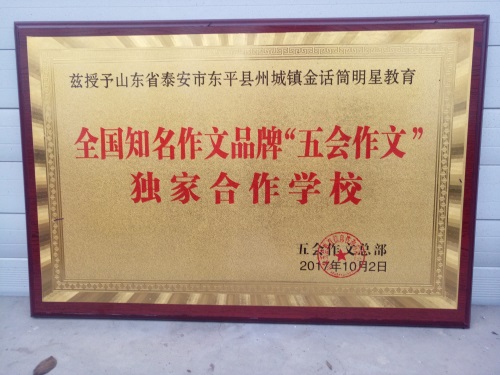 兹授予山东省泰安市东平县州城镇金话筒明星教育
全国知名作文品牌“五会作文”
独家合作学校
五会作文总部
2017年10月2日